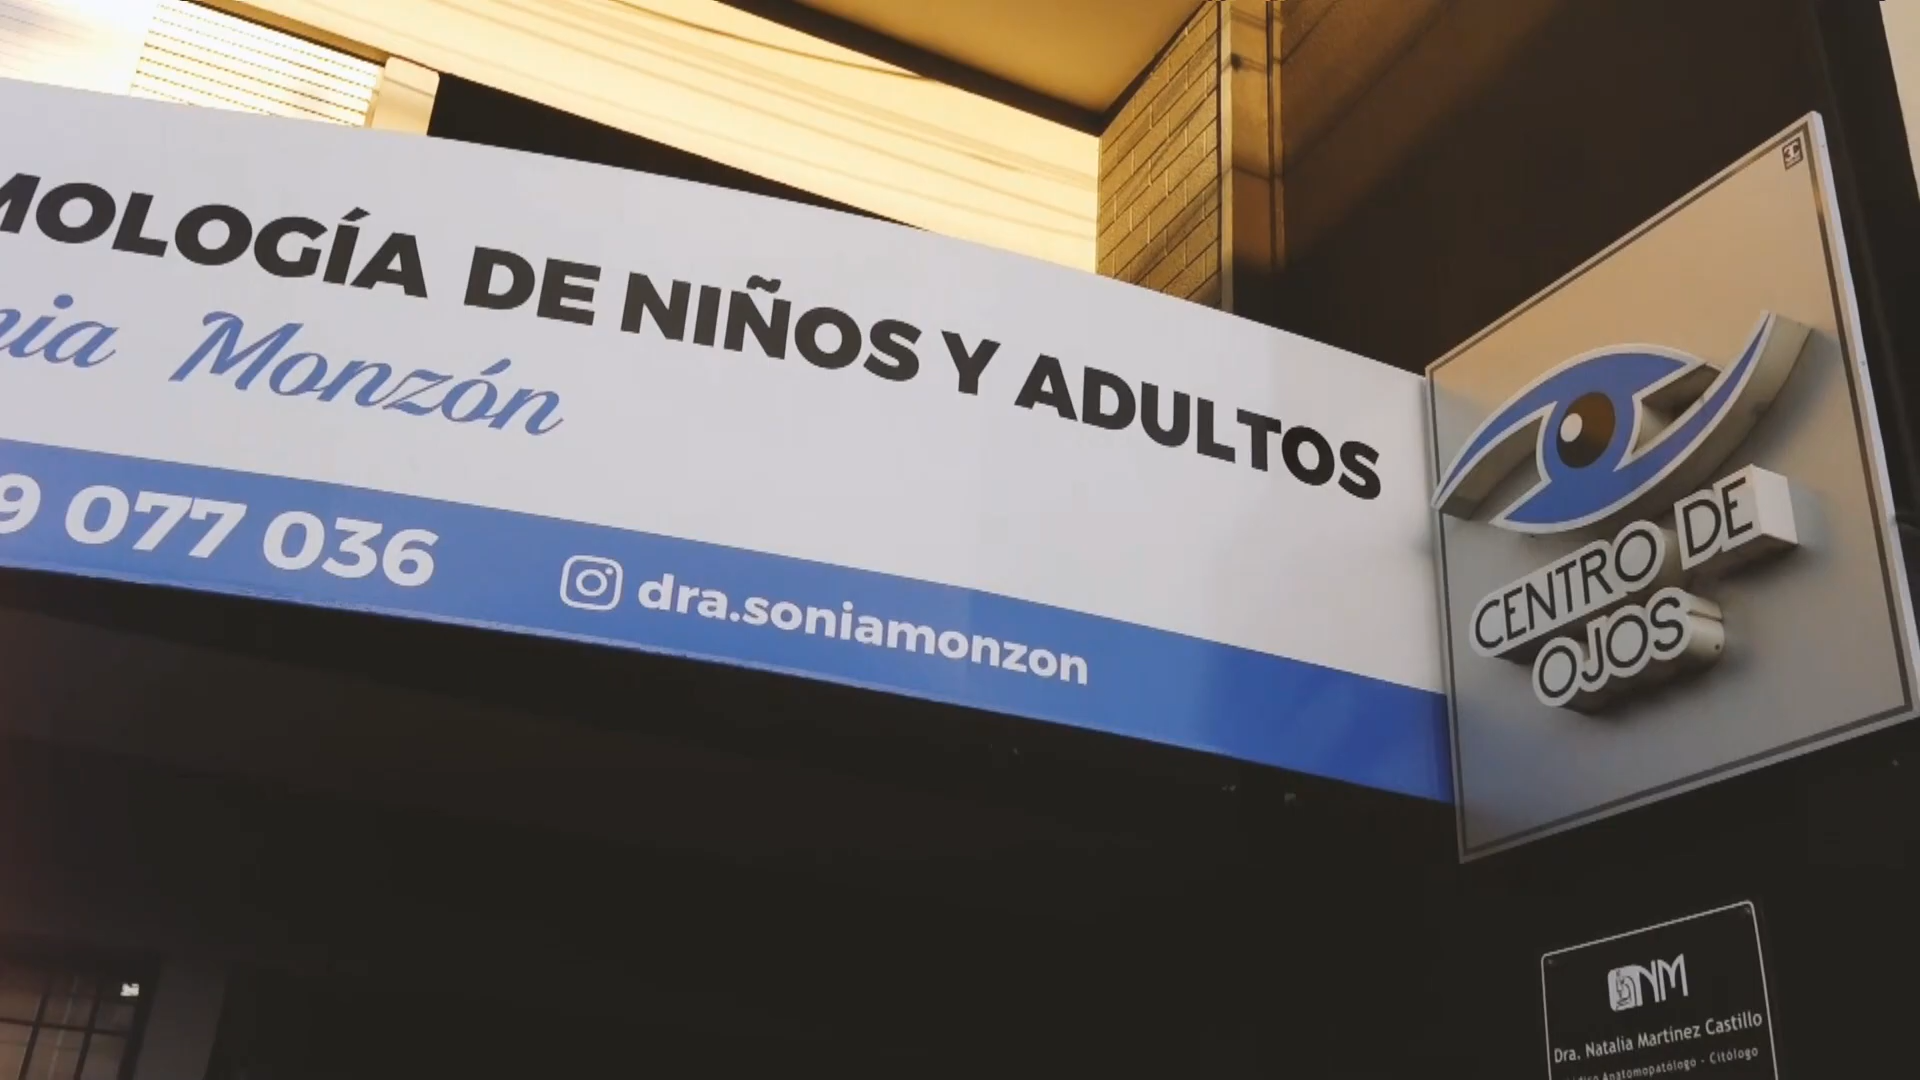 MOLOGÍA DE NIÑOS Y ADULTOS
nia Monzón
9 077 036
dra.soniamonzon
CENTRO DE
OJOS
NM
Dra. Natalia Martínez Castillo
Anatomopatólogo - Citólogo